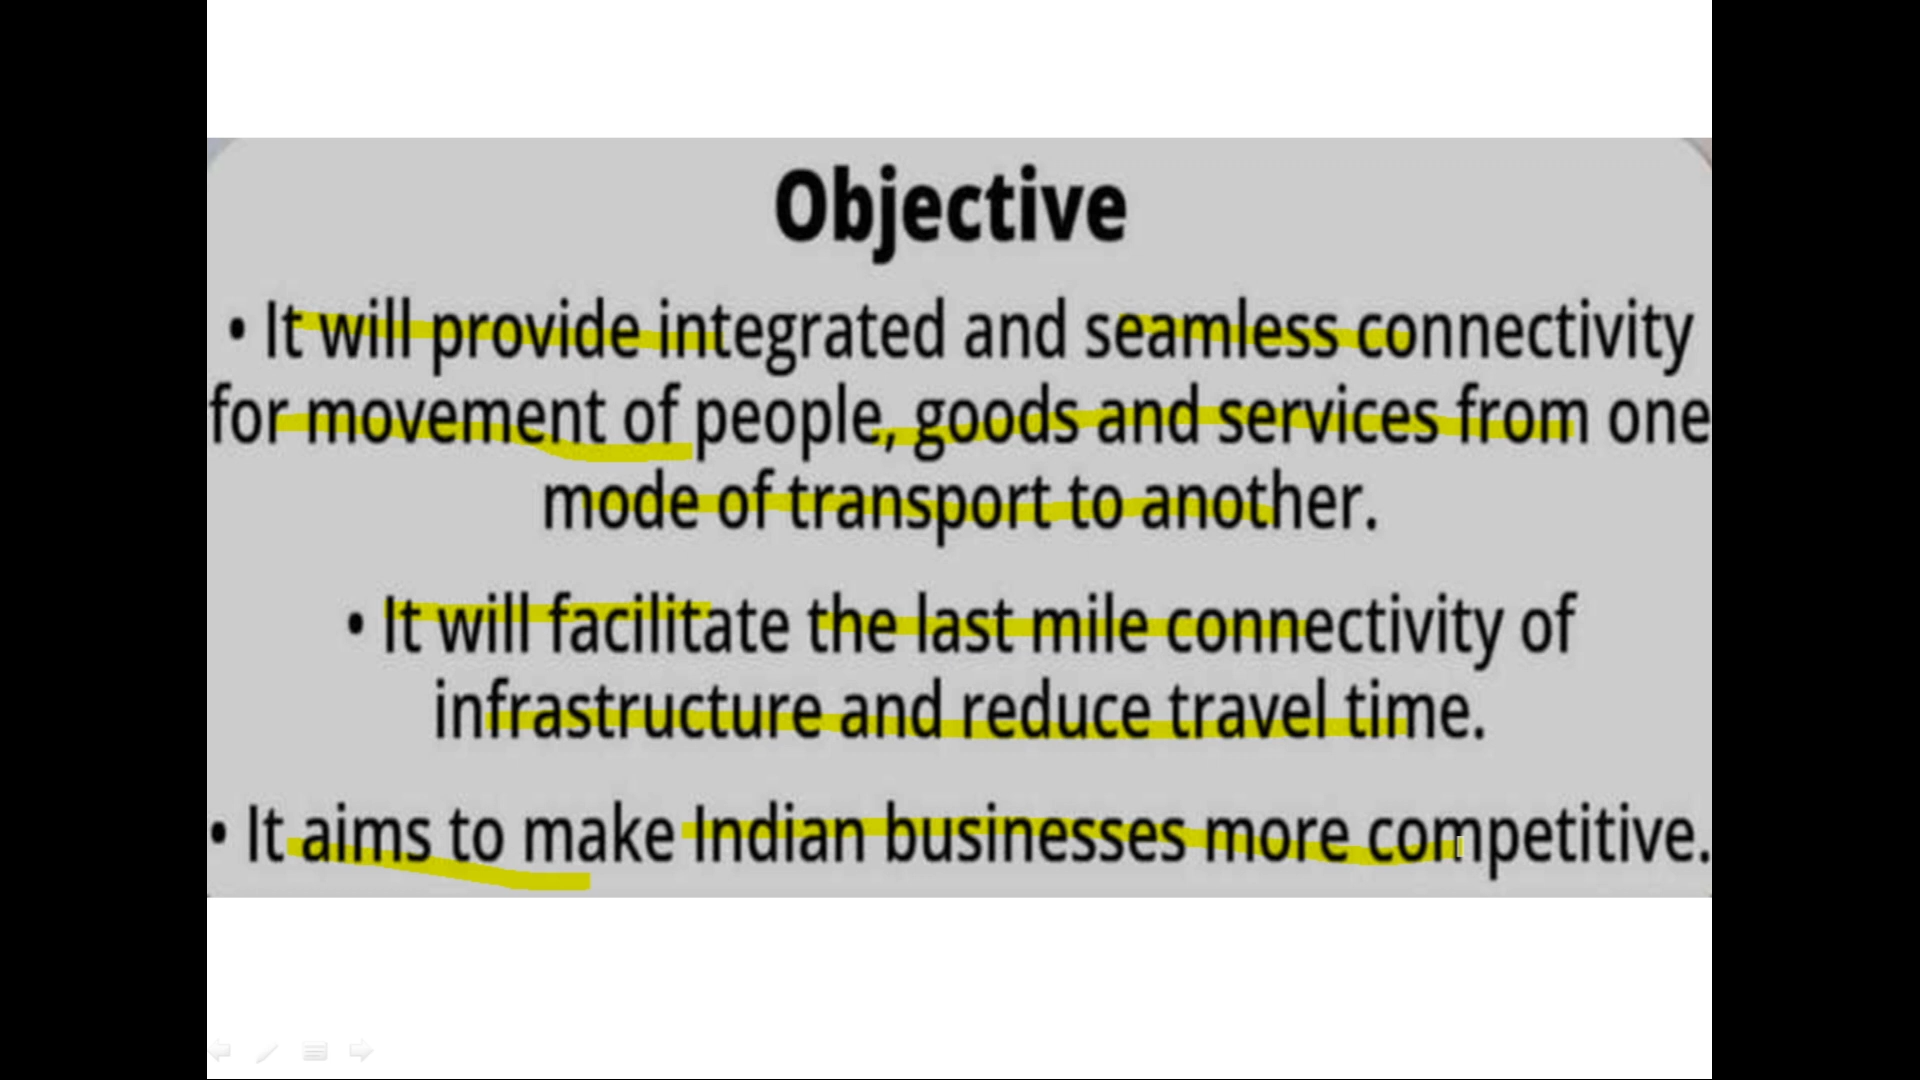 Objective
• It will provide integrated and seamless connectivity
for movement of people, goods and services from one
mode of transport to another.
• It will facilitate the last mile connectivity of
infrastructure and reduce travel time.
• It aims to make Indian businesses more competitive.